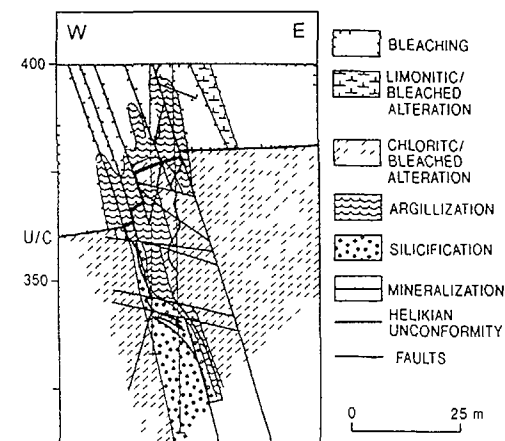 W
E
400
U/C
350
BLEACHING
LIMONITIC/
BLEACHED
ALTERATION
CHLORITC/
BLEACHED
ALTERATION
ARGILLIZATION
SILICIFICATION
MINERALIZATION
HELIKIAN
UNCONFORMITY
FAULTS
0 25 m